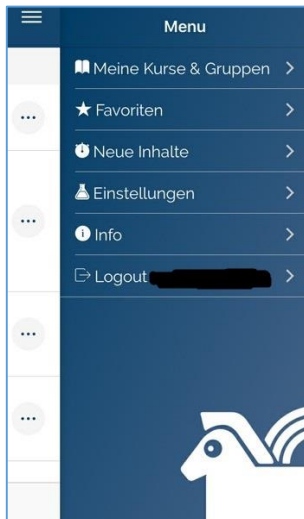 Menu
Meine Kurse & Gruppen
Favoriten
Neue Inhalte
Einstellungen
Info
Logout